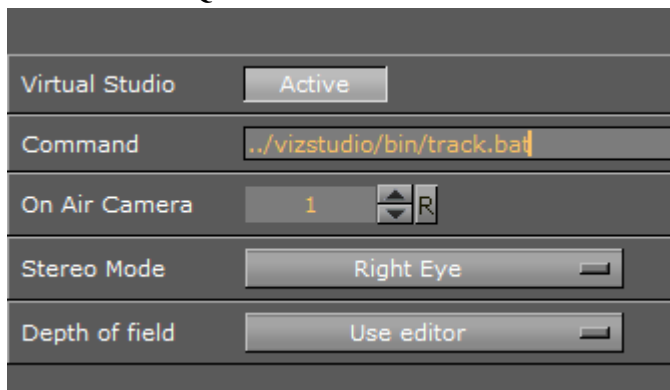 Virtual Studio Active
Command ../vizstudio/bin/track.bat
On Air Camera 1 R
Stereo Mode Right Eye
Depth of field Use editor